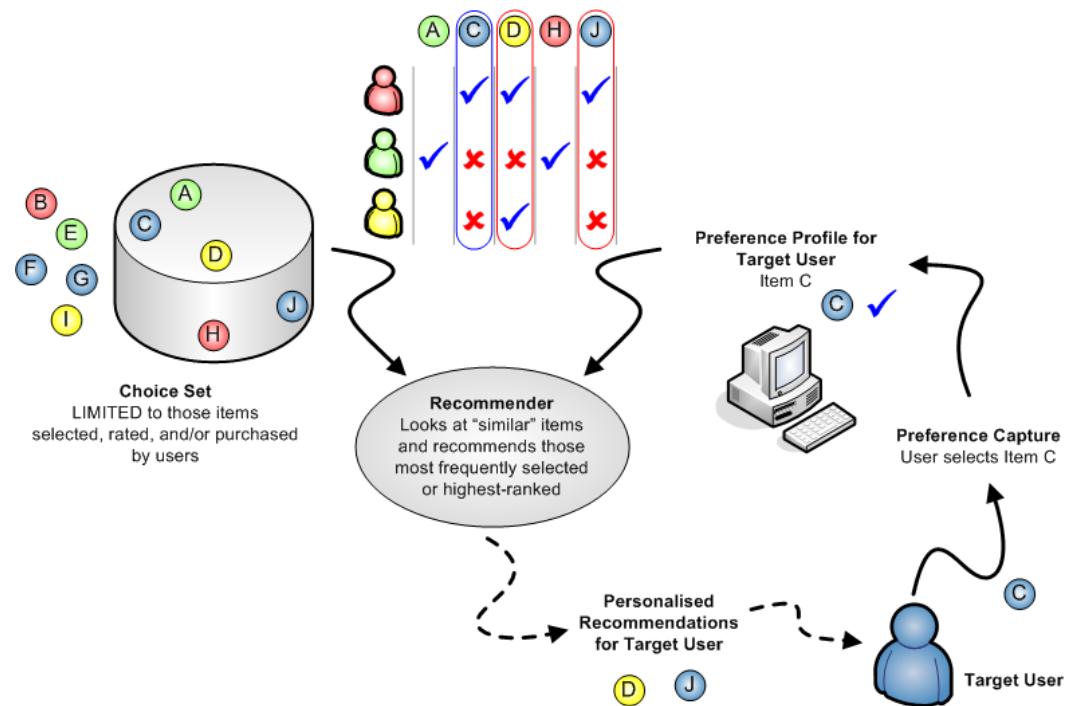 A C D H J
B
A
E
C
D
F
G
J
I
H
Choice Set
LIMITED to those items
selected, rated, and/or purchased
by users
Recommender
Looks at “similar” items
and recommends those
most frequently selected
or highest-ranked
Preference Profile for
Target User
Item C
C
Preference Capture
User selects Item C
C
Personalised
Recommendations
for Target User
D J
Target User